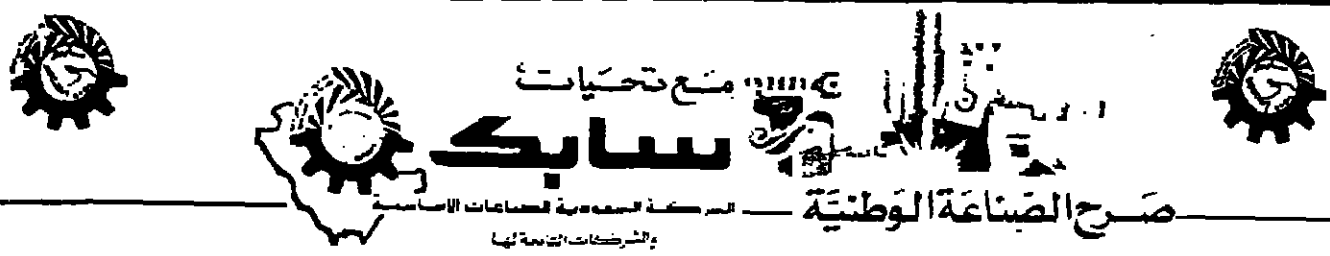 مع تحيات
سابك
صرح الصناعة الوطنية
الشركة السعودية للصناعات الأساسية
والشركات التابعة لها